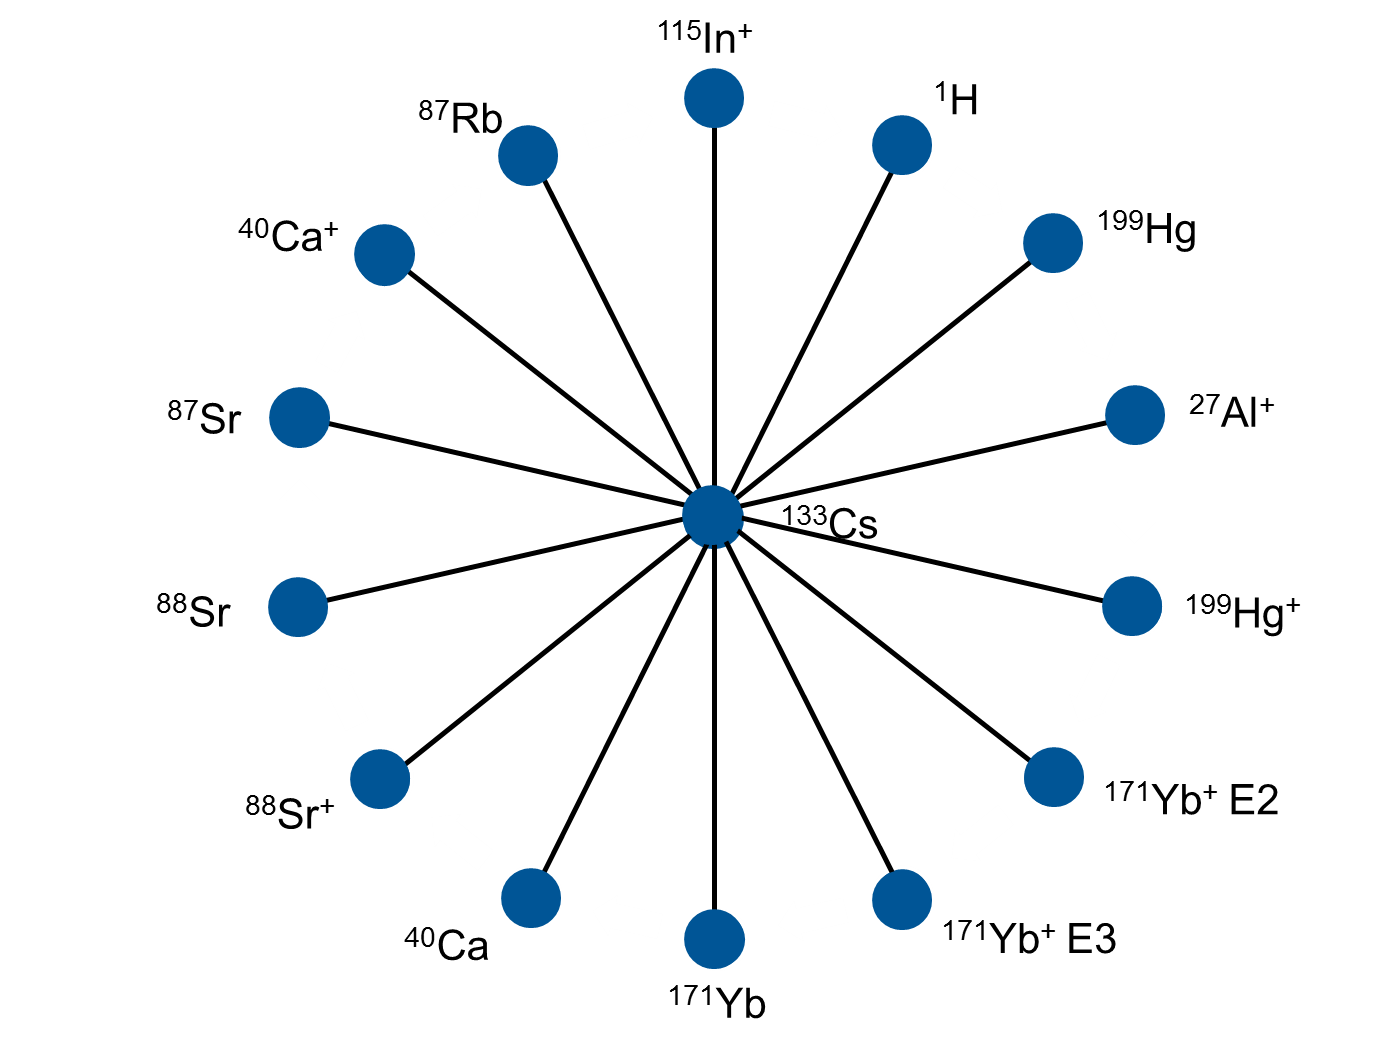 ¹¹⁵In⁺
¹H
⁸⁷Rb
¹⁹⁹Hg
⁴⁰Ca⁺
²⁷Al⁺
⁸⁷Sr
¹³³Cs
⁸⁸Sr
¹⁹⁹Hg⁺
¹⁷¹Yb⁺ E2
⁸⁸Sr⁺
¹⁷¹Yb⁺ E3
⁴⁰Ca
¹⁷¹Yb